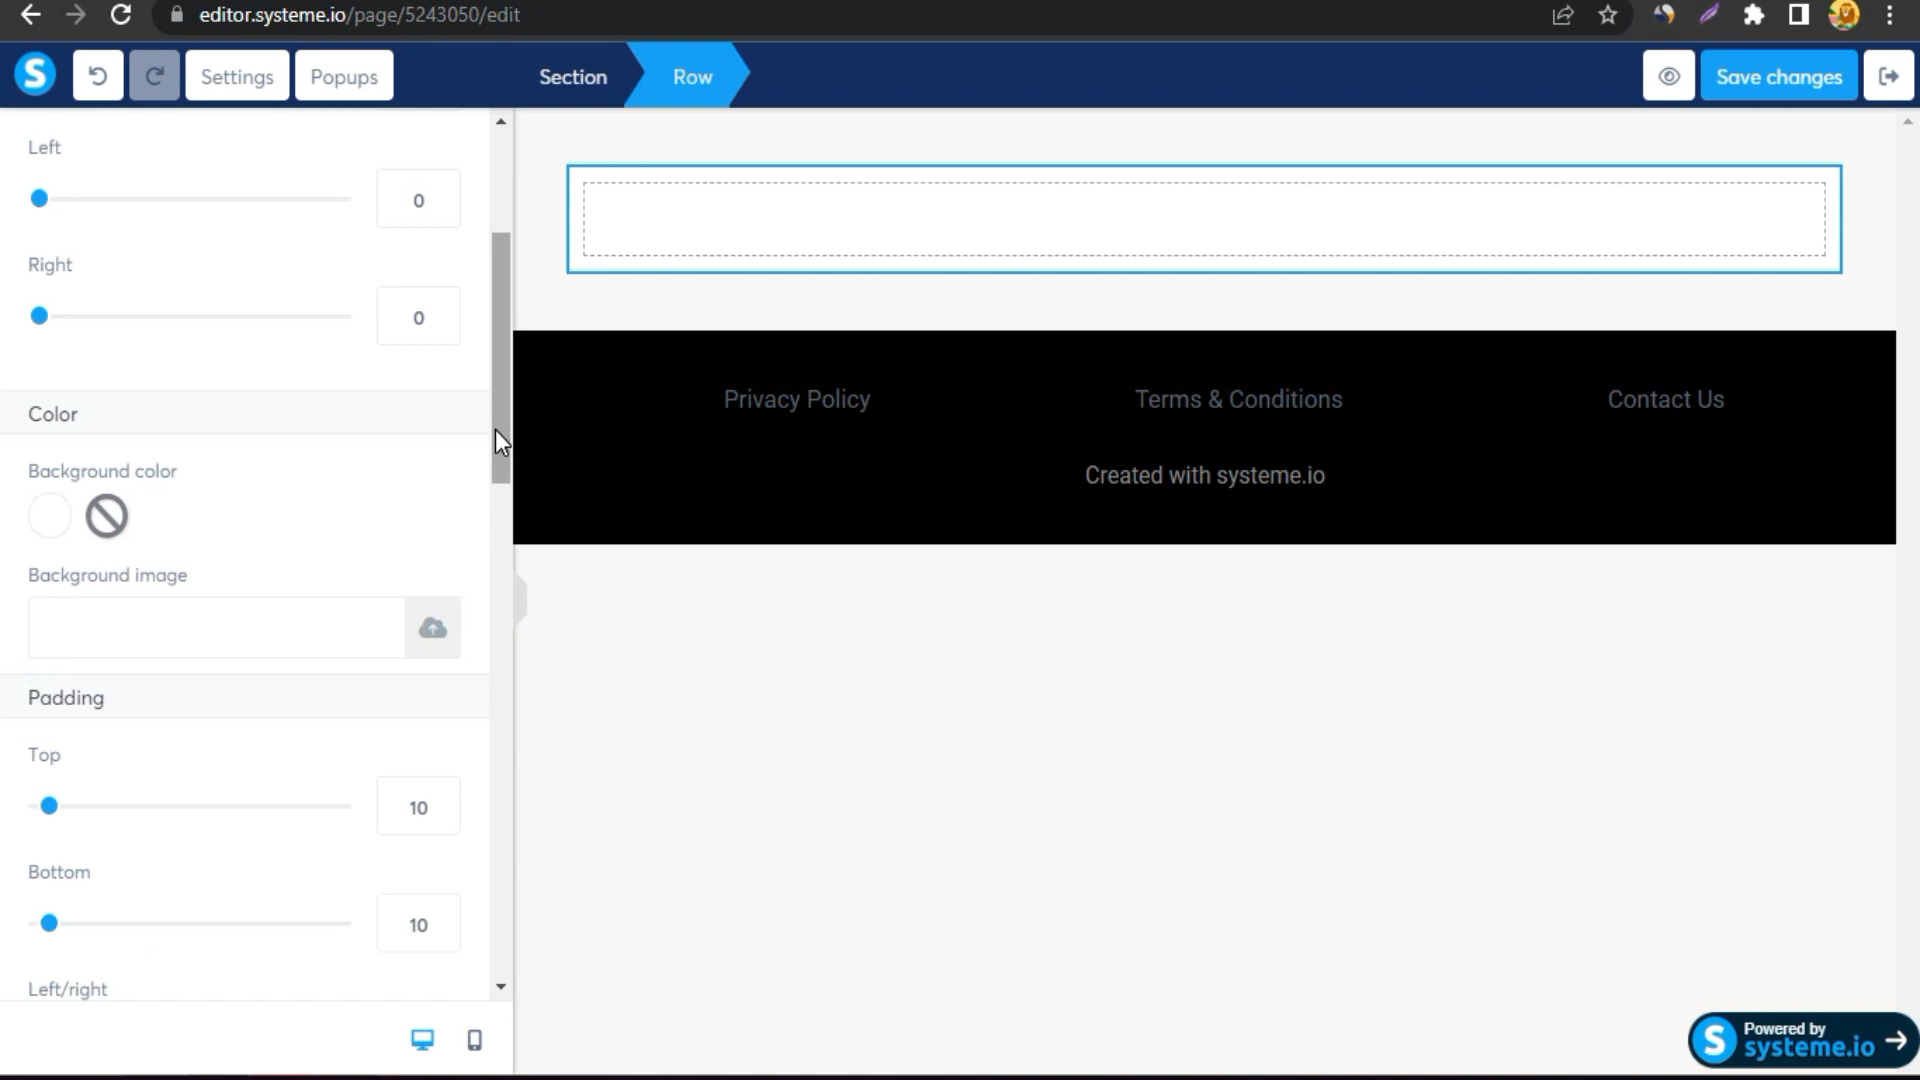 editor.systeme.io/page/5243050/edit
S
Settings
Popups
Section
Row
Save changes
Left
0
Right
0
Color
Background color
Background image
Padding
Top
10
Bottom
10
Left/right
Privacy Policy
Terms & Conditions
Contact Us
Created with systeme.io
S
Powered by
systeme.io